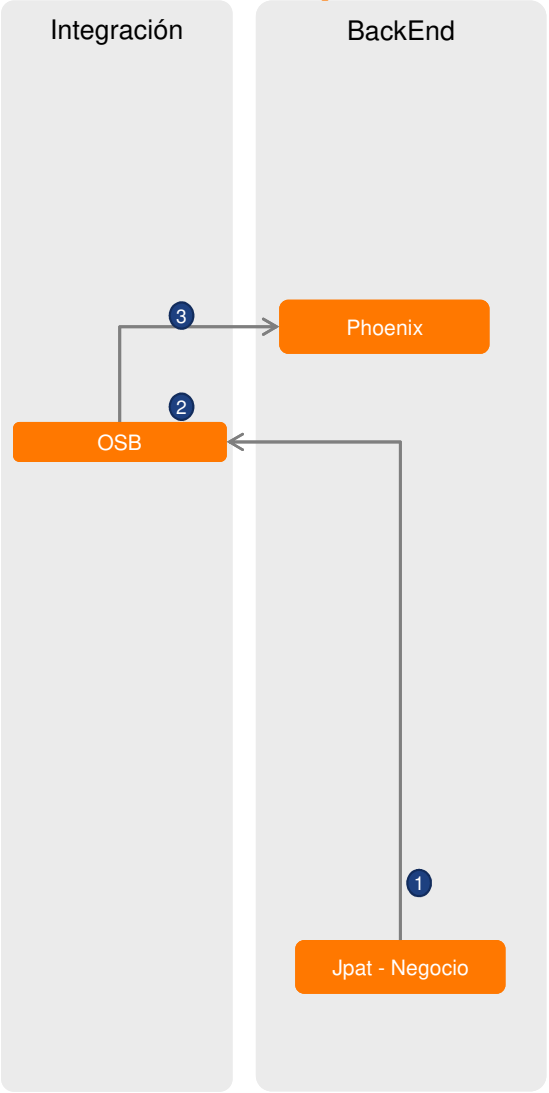 Integración
BackEnd
3
Phoenix
2
OSB
1
Jpat - Negocio